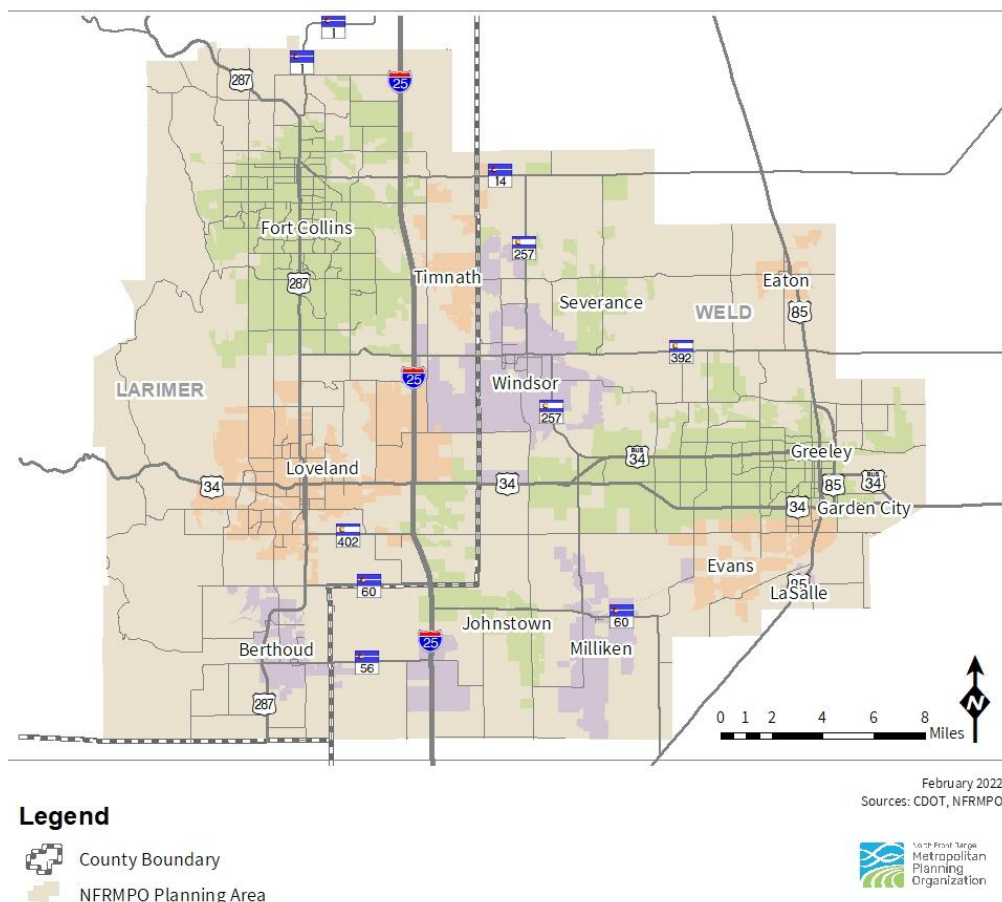 1
1
287
25
14
Fort Collins
257
287
Timnath
Eaton
Severance
WELD
85
392
25
LARIMER
Windsor
257
Loveland
34
34
BUS
34
Greeley
85
BUS
34
34
Garden City
402
Evans
85
LaSalle
60
60
Johnstown
25
Berthoud
Milliken
56
287
N
0 1 2 4 6 8
Miles
February 2022
Sources: CDOT, NFRMPO
Legend
County Boundary
NFRMPO Planning Area
North Front Range
Metropolitan
Planning
Organization